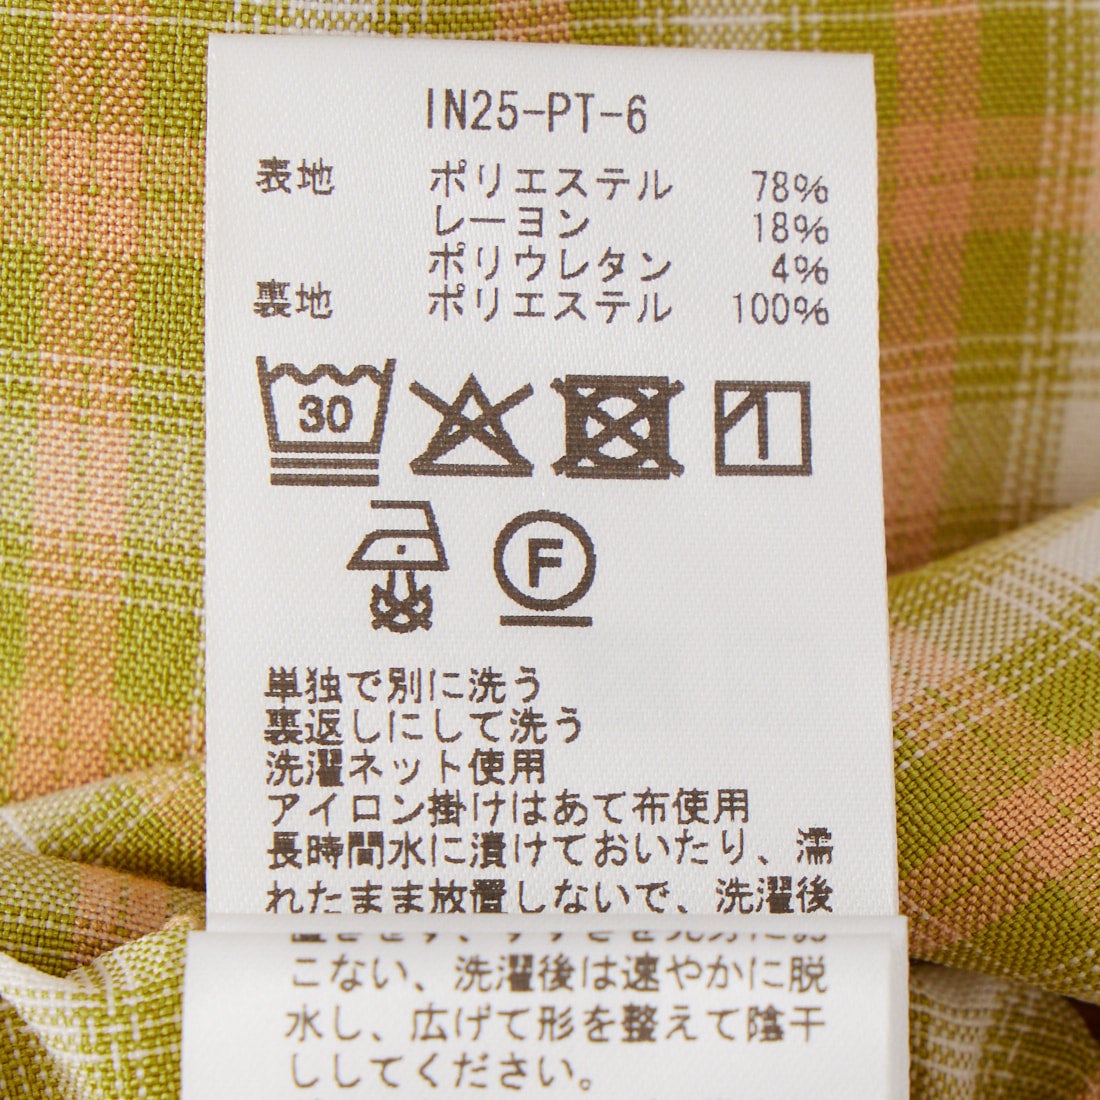 IN25-PT-6
表地 ポリエステル 78%
レーヨン 18%
ポリウレタン 4%
裏地 ポリエステル 100%
30
F
単独で別に洗う
裏返しにして洗う
洗濯ネット使用
アイロン掛けはあて布使用
長時間水に漬けておいたり、濡
れたまま放置しないで、洗濯後
こない、洗濯後は速やかに脱
水し、広げて形を整えて陰干
ししてください。